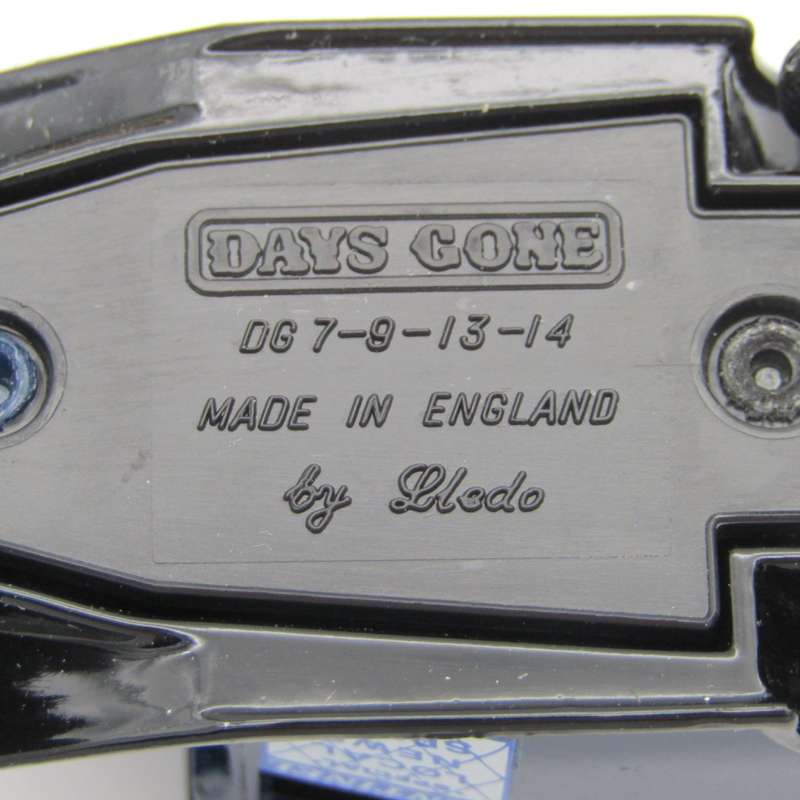 DAYS GONE
DG 7-9-13-14
MADE IN ENGLAND
by Lledo